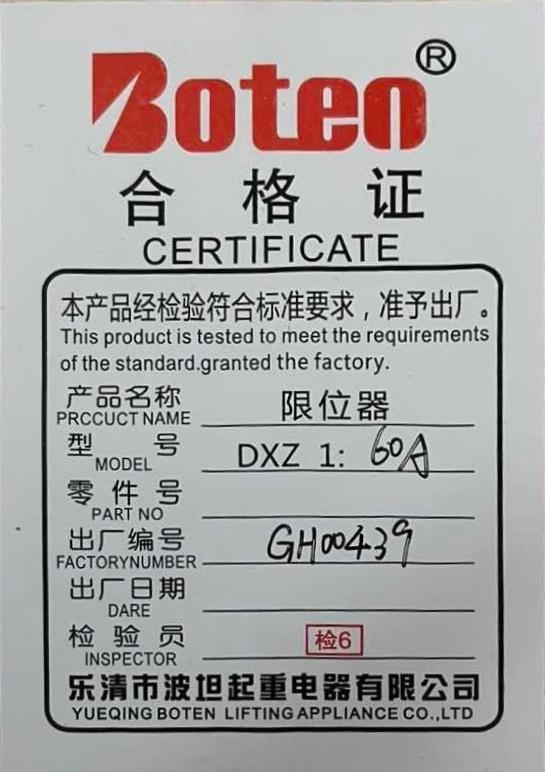 Boten®
合格证
CERTIFICATE
本产品经检验符合标准要求，准予出厂。
This product is tested to meet the requirements
of the standard.granted the factory.
产品名称 限位器
PRCCUCT NAME
型号 DXZ 1: 60A
MODEL
零件号
PART NO
出厂编号 GH00439
FACTORYNUMBER
出厂日期
DARE
检验员 检6
INSPECTOR
乐清市波坦起重电器有限公司
YUEQING BOTEN LIFTING APPLIANCE CO.,LTD